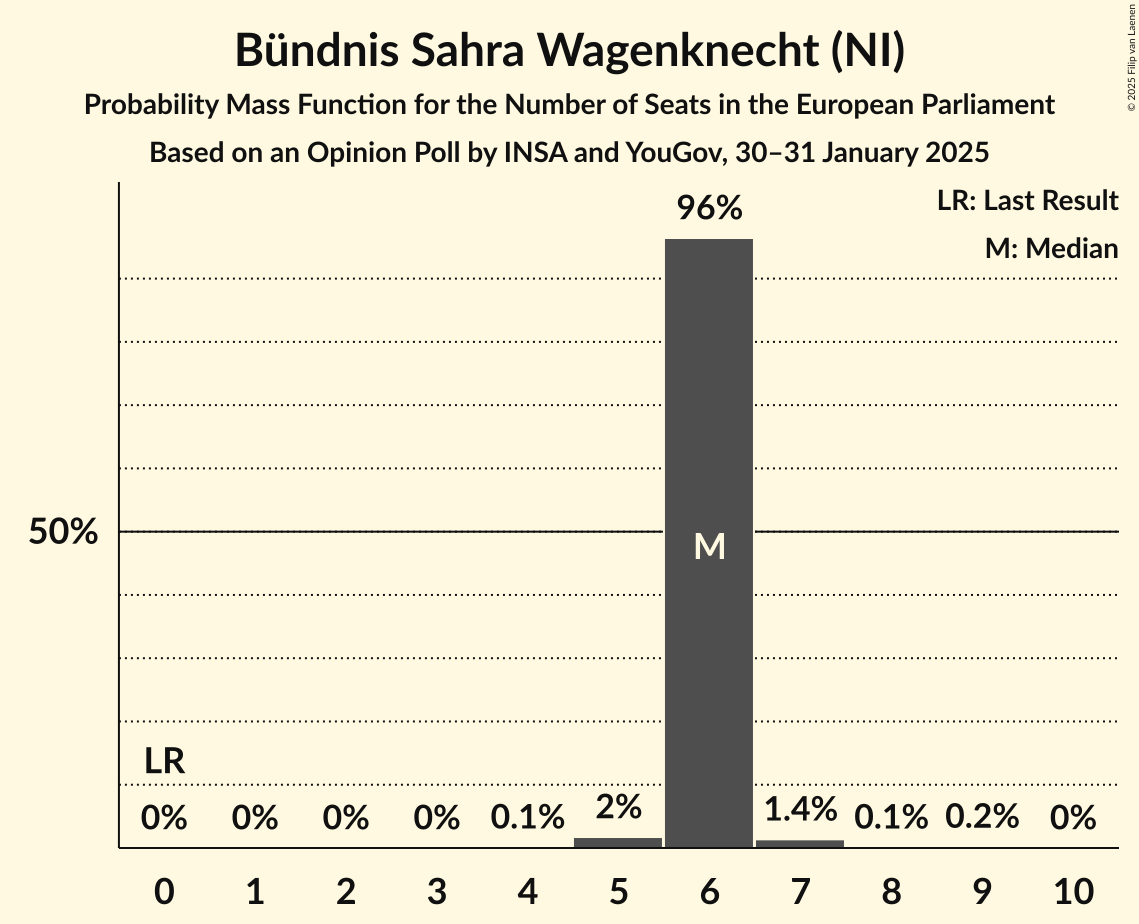 Bündnis Sahra Wagenknecht (NI)
Probability Mass Function for the Number of Seats in the European Parliament
Based on an Opinion Poll by INSA and YouGov, 30–31 January 2025
© 2025 Filip van Laenen
LR: Last Result
M: Median
96%
50%
M
LR
0% 0% 0% 0% 0.1% 2% 1.4% 0.1% 0.2% 0%
0 1 2 3 4 5 6 7 8 9 10